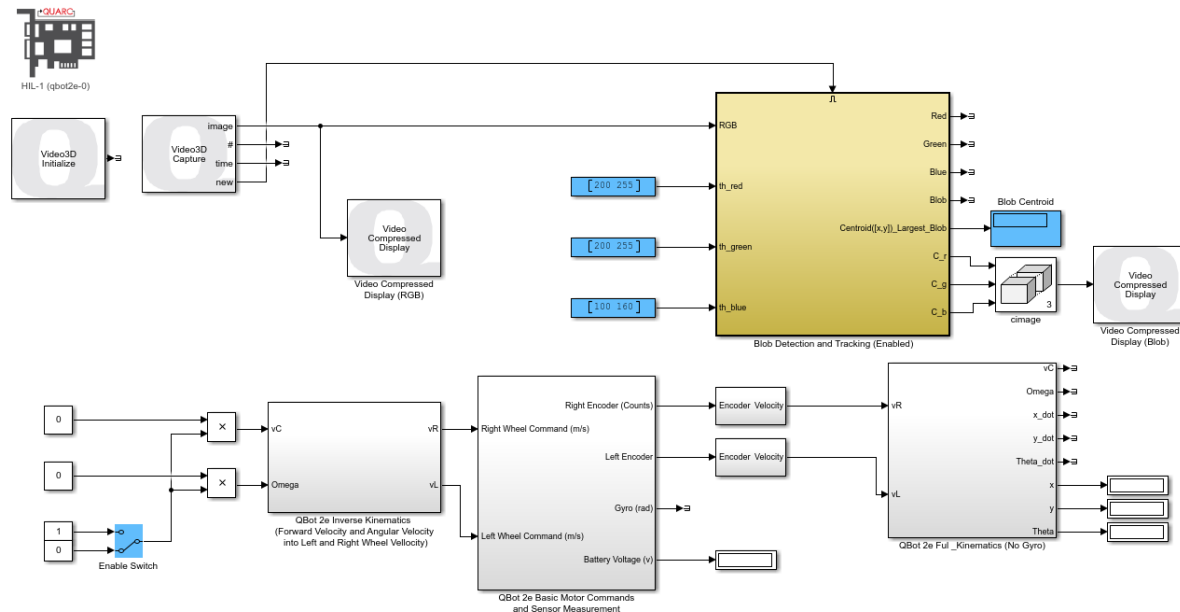 QUARC
HIL-1 (qbot2e-0)
Video3D
Initialize
Video3D
Capture
image
#
time
new
Video
Compressed
Display
Video Compressed
Display (RGB)
[200 255]
[200 255]
[100 160]
RGB
th_red
th_green
th_blue
Red
Green
Blue
Blob
Centroid([x,y])_Largest_Blob
C_r
C_g
C_b
Blob Detection and Tracking (Enabled)
Blob Centroid
3
cimage
Video
Compressed
Display
Video Compressed
Display (Blob)
0
0
1
0
Enable Switch
×
×
vC
Omega
vR
vL
QBot 2e Inverse Kinematics
(Forward Velocity and Angular Velocity
into Left and Right Wheel Vellocity)
Right Wheel Command (m/s)
Left Wheel Command (m/s)
Right Encoder (Counts)
Left Encoder
Gyro (rad)
Battery Voltage (v)
QBot 2e Basic Motor Commands
and Sensor Measurement
Encoder Velocity
Encoder Velocity
vR
vL
vC
Omega
x_dot
y_dot
Theta_dot
x
y
Theta
QBot 2e Ful _Kinematics (No Gyro)